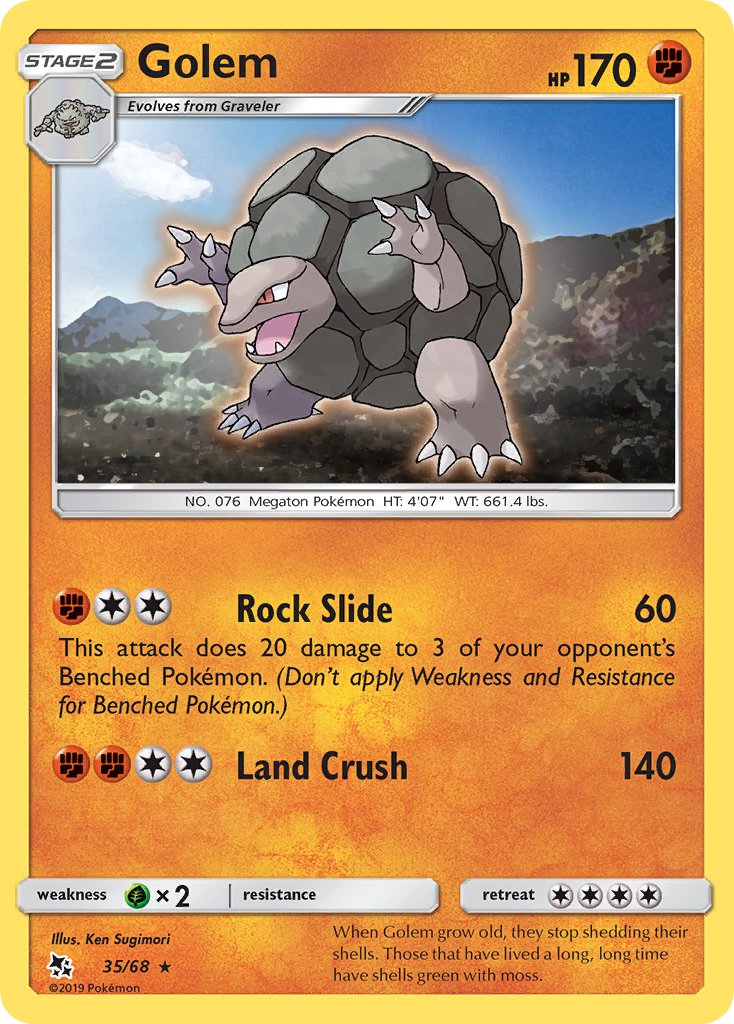 STAGE2
Golem
HP 170
Evolves from Graveler
NO. 076 Megaton Pokémon HT: 4'07" WT: 661.4 lbs.
Rock Slide 60
This attack does 20 damage to 3 of your opponent's
Benched Pokémon. (Don't apply Weakness and Resistance
for Benched Pokémon.)
Land Crush 140
weakness ×2 resistance retreat
Illus. Ken Sugimori
35/68 ★
©2019 Pokémon
When Golem grow old, they stop shedding their
shells. Those that have lived a long, long time
have shells green with moss.